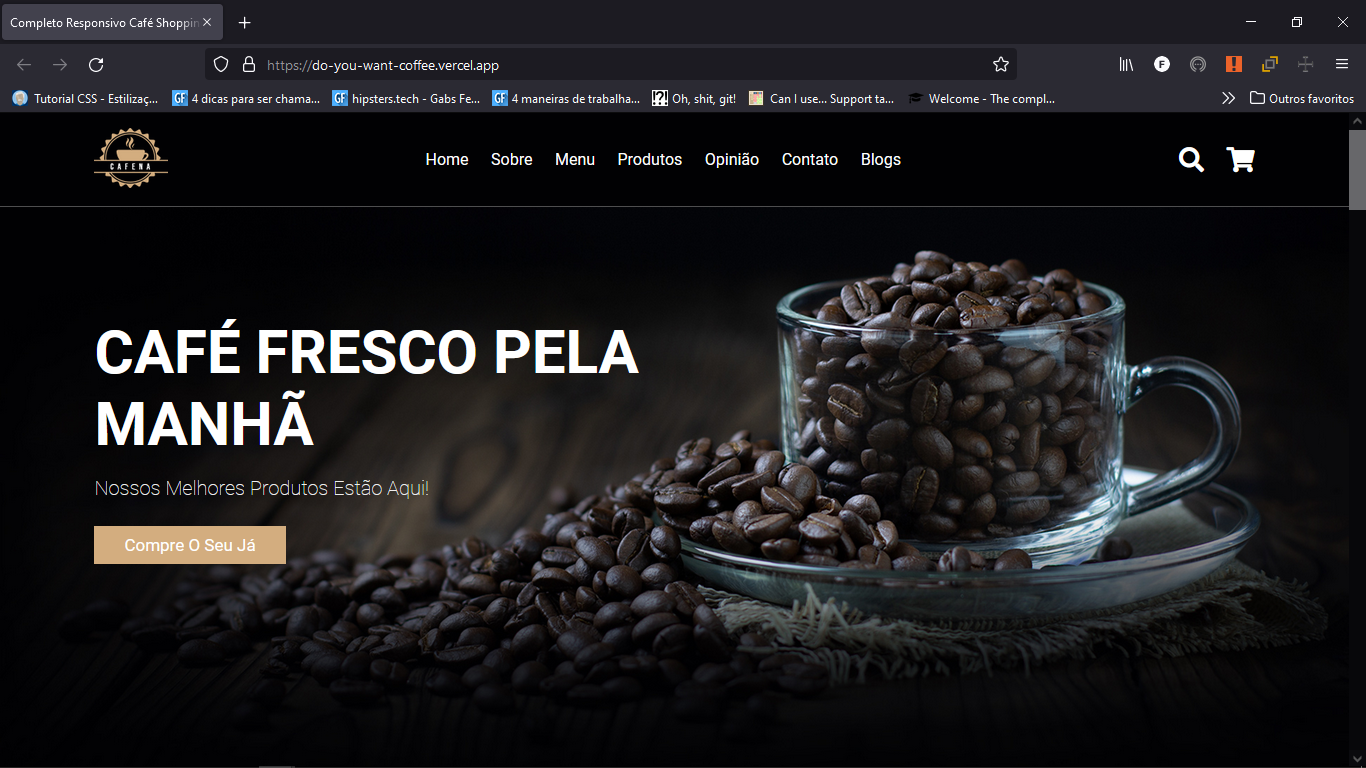 Completo Responsivo Café Shoppin
https://do-you-want-coffee.vercel.app
F
Tutorial CSS - Estilizaç...
GF 4 dicas para ser chama...
GF hipsters.tech - Gabs Fe...
GF 4 maneiras de trabalha...
Oh, shit, git!
Can I use... Support ta...
Welcome - The compl...
Outros favoritos
CAFENA
Home Sobre Menu Produtos Opinião Contato Blogs
CAFÉ FRESCO PELA
MANHÃ
Nossos Melhores Produtos Estão Aqui!
Compre O Seu Já